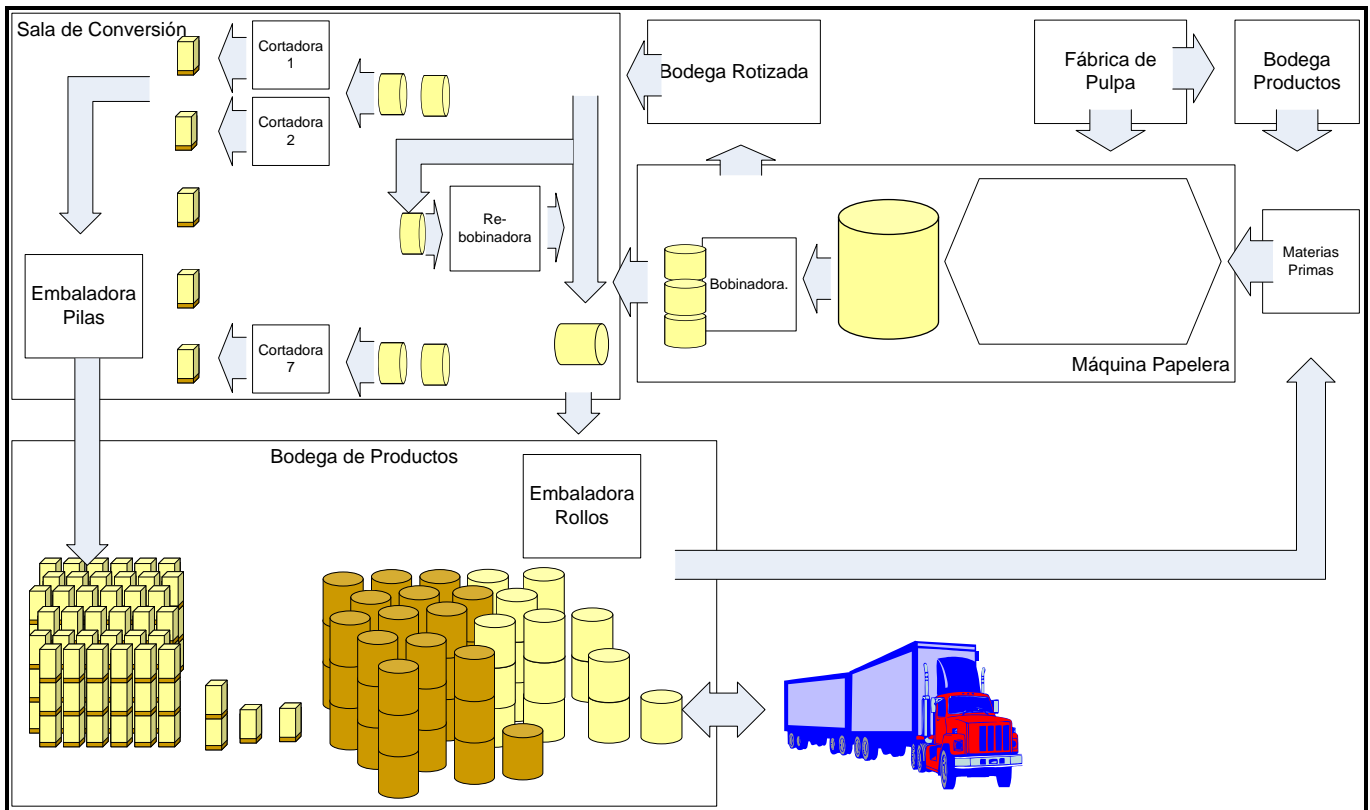 Sala de Conversión
Cortadora
1
Cortadora
2
Bodega Rotizada
Fábrica de
Pulpa
Bodega
Productos
Re-
bobinadora
Embaladora
Pilas
Bobinadora.
Materias
Primas
Cortadora
7
Máquina Papelera
Bodega de Productos
Embaladora
Rollos